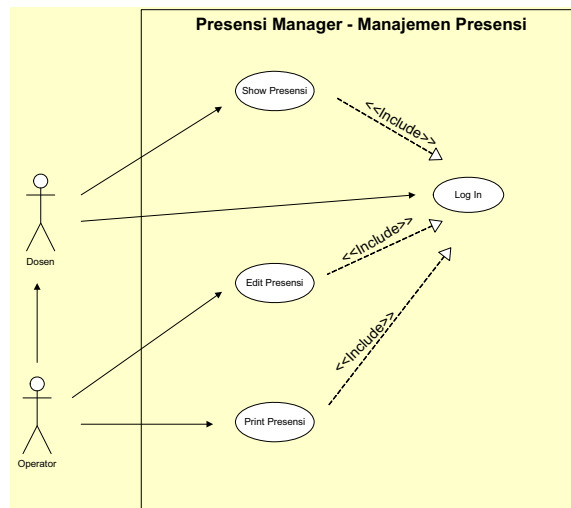 Presensi Manager - Manajemen Presensi
Show Presensi
<<Include>>
Log In
Dosen
<<Include>>
Edit Presensi
<<Include>>
Print Presensi
Operator